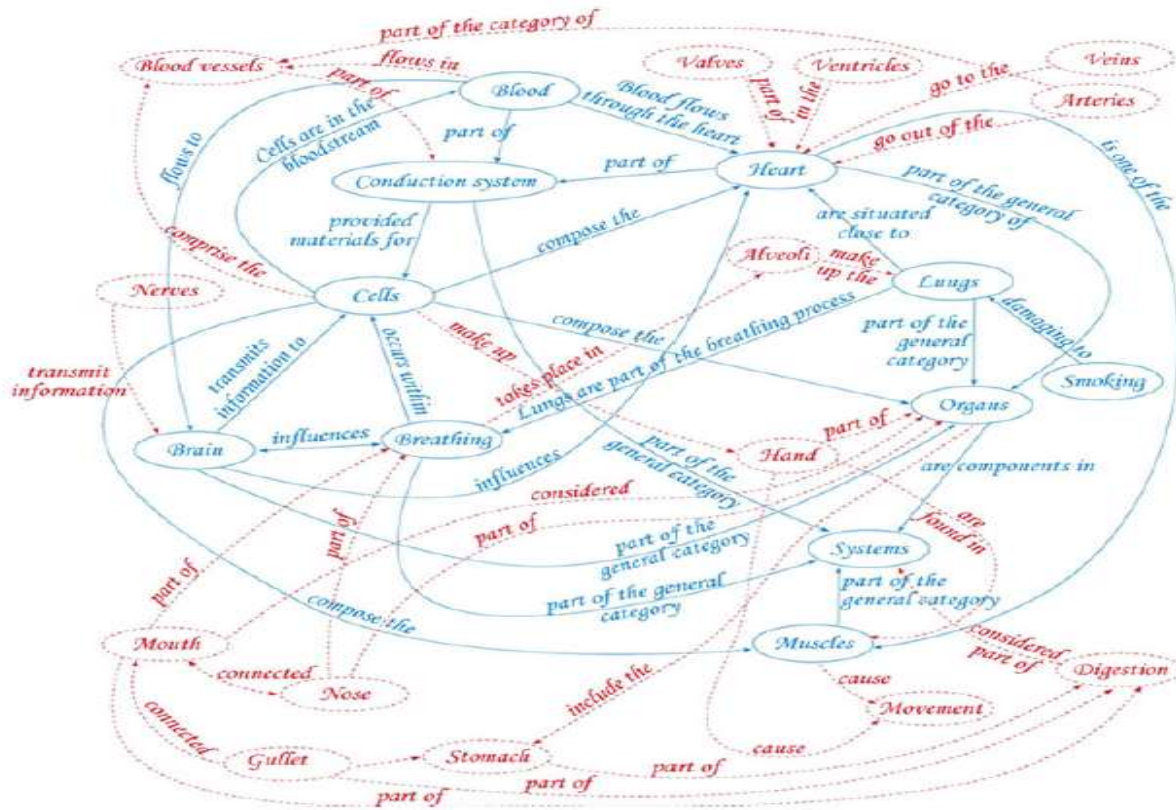 part of the category of
Blood vessels
flows in
Valves
Ventricles
Veins
part of
Blood
Blood flows
through the heart
part of
in the
go to the
Arteries
Cells are in the
bloodstream
go out of the
flows to
part of
part of
Heart
is one of the
Conduction system
part of the general
category of
provided
materials for
compose the
are situated
close to
comprise the
Alveoli
make
up the
Lungs
Nerves
Cells
compose the
make up
part of the
general
category
damaging to
transmit
information
transmits
information to
occurs within
takes place in
Lungs are part of the breathing process
Smoking
Organs
Brain
influences
Breathing
Hand
part of
influences
part of the
general category
are components in
considered
are
found in
part of
part of
part of
part of the
general category
Systems
part of the general
category
part of the
general category
compose the
Mouth
Muscles
considered
part of
Digestion
connected
Nose
include the
cause
Movement
connected
Gullet
Stomach
cause
part of
part of
part of